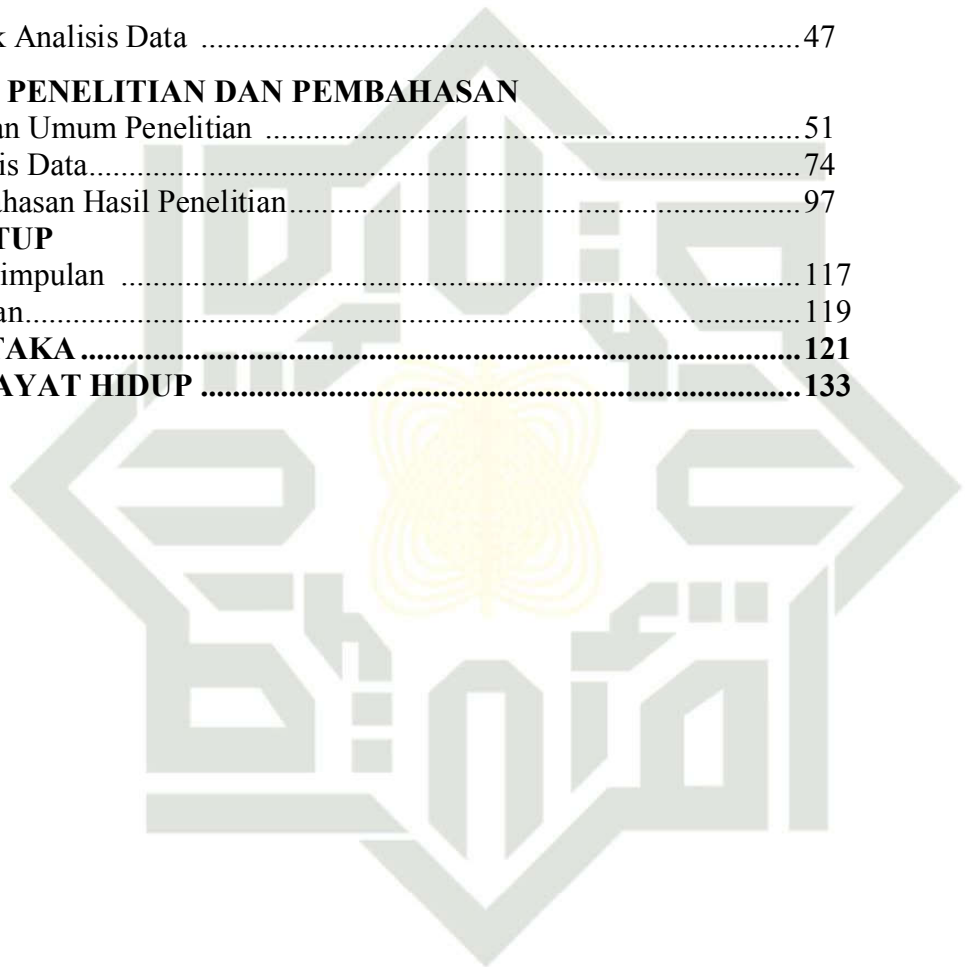 k Analisis Data ........................................................................................ 47
PENELITIAN DAN PEMBAHASAN
an Umum Penelitian ............................................................................... 51
is Data........................................................................................................ 74
ahasan Hasil Penelitian............................................................................ 97
TUP
impulan .................................................................................................... 117
an................................................................................................................ 119
TAKA ......................................................................................................... 121
AYAT HIDUP .......................................................................................... 133